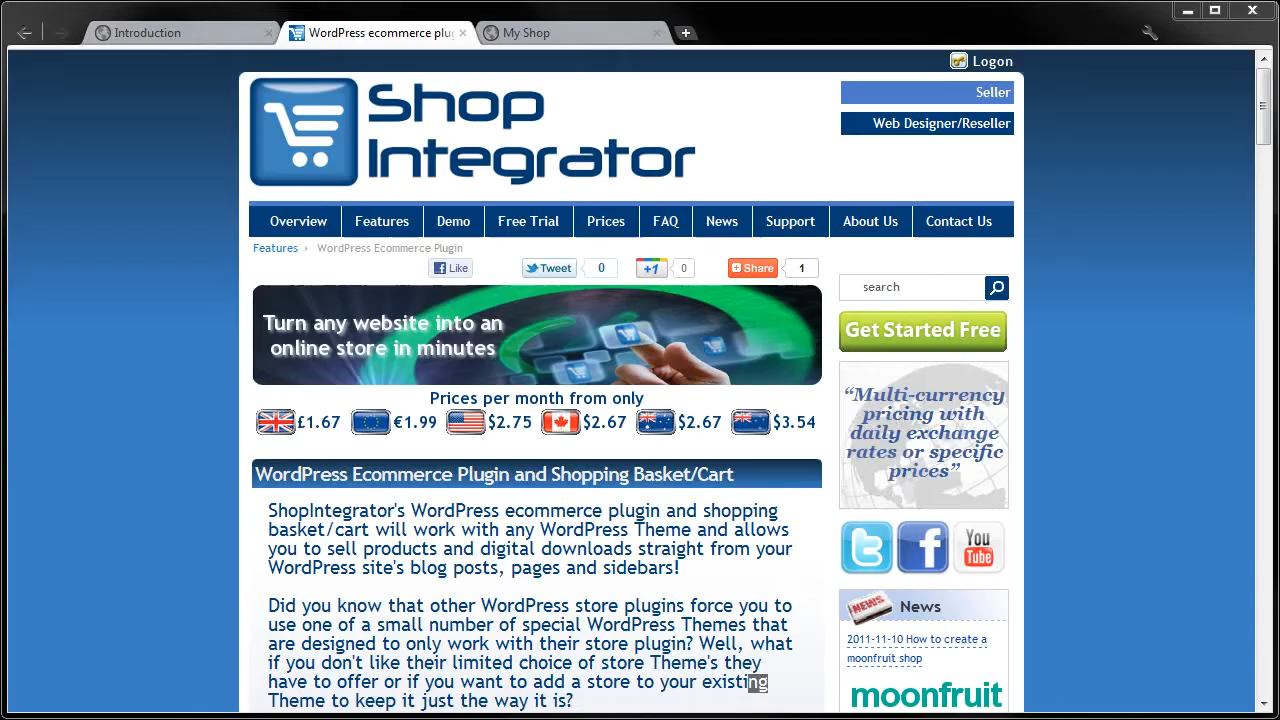 Introduction
WordPress ecommerce plug
My Shop
Logon
Shop
Integrator
Seller
Web Designer/Reseller
Overview
Features
Demo
Free Trial
Prices
FAQ
News
Support
About Us
Contact Us
Features
WordPress Ecommerce Plugin
Like
Tweet 0
+1 0
Share 1
search
Turn any website into an
online store in minutes
Get Started Free
Prices per month from only
£1.67 €1.99 $2.75 $2.67 $2.67 $3.54
“Multi-currency
pricing with
daily exchange
rates or specific
prices”
WordPress Ecommerce Plugin and Shopping Basket/Cart
ShopIntegrator's WordPress ecommerce plugin and shopping
basket/cart will work with any WordPress Theme and allows
you to sell products and digital downloads straight from your
WordPress site's blog posts, pages and sidebars!
Did you know that other WordPress store plugins force you to
use one of a small number of special WordPress Themes that
are designed to only work with their store plugin? Well, what
if you don't like their limited choice of store Theme's they
have to offer or if you want to add a store to your existing
Theme to keep it just the way it is?
You
Tube
NEWS
News
2011-11-10 How to create a
moonfruit shop
moonfruit